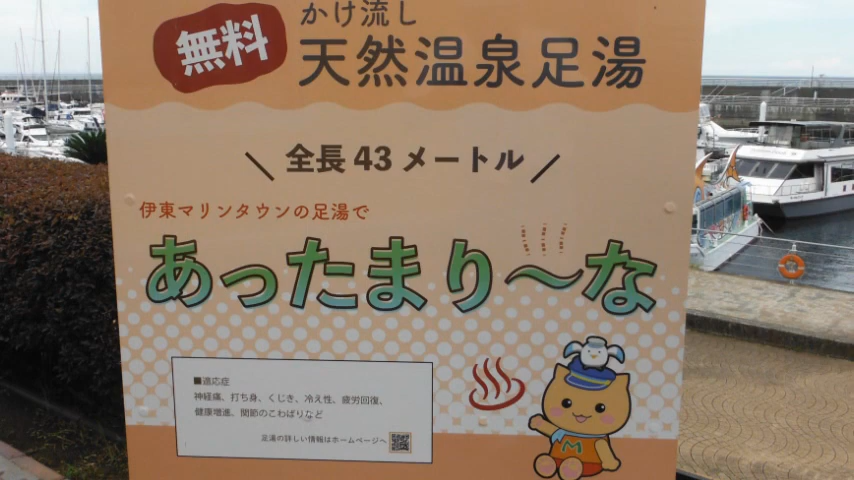 無料
かけ流し
天然温泉足湯
全長43メートル
伊東マリンタウンの足湯で
あったまり～な
■適応症
神経痛、打ち身、くじき、冷え性、疲労回復、
健康増進、関節のこわばりなど
足湯の詳しい情報はホームページへ
M